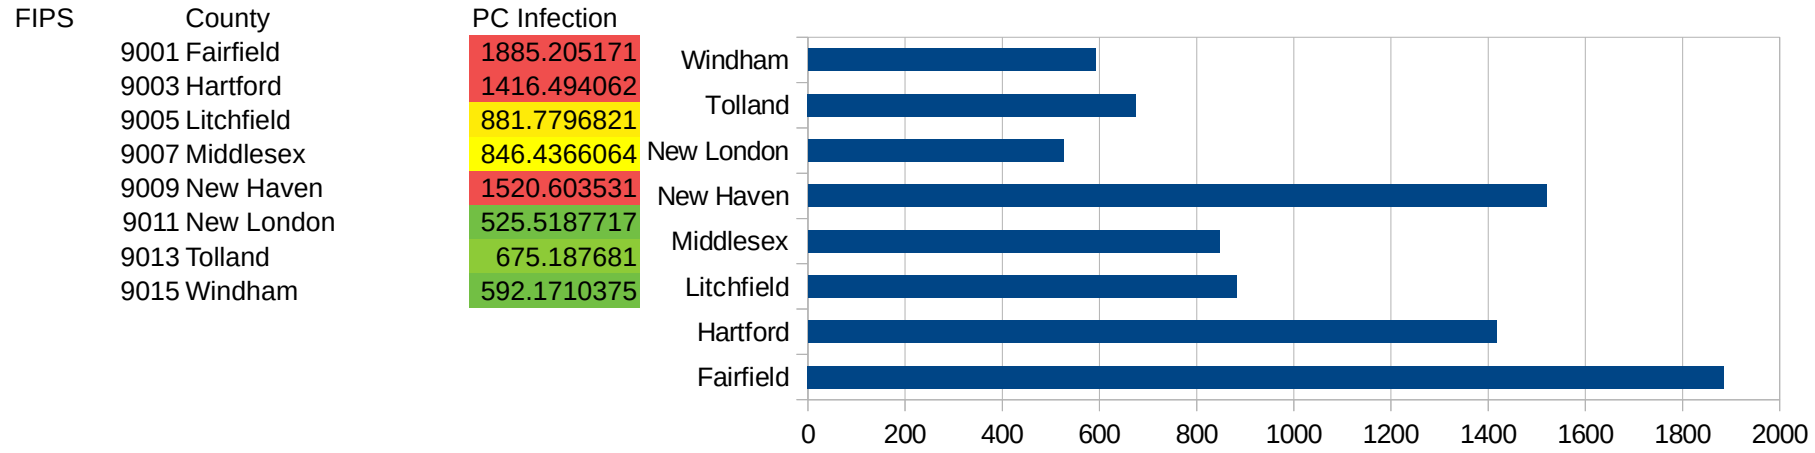 FIPS County PC Infection
9001 Fairfield 1885.205171
9003 Hartford 1416.494062
9005 Litchfield 881.7796821
9007 Middlesex 846.4366064
9009 New Haven 1520.603531
9011 New London 525.5187717
9013 Tolland 675.187681
9015 Windham 592.1710375
Windham
Tolland
New London
New Haven
Middlesex
Litchfield
Hartford
Fairfield
0 200 400 600 800 1000 1200 1400 1600 1800 2000